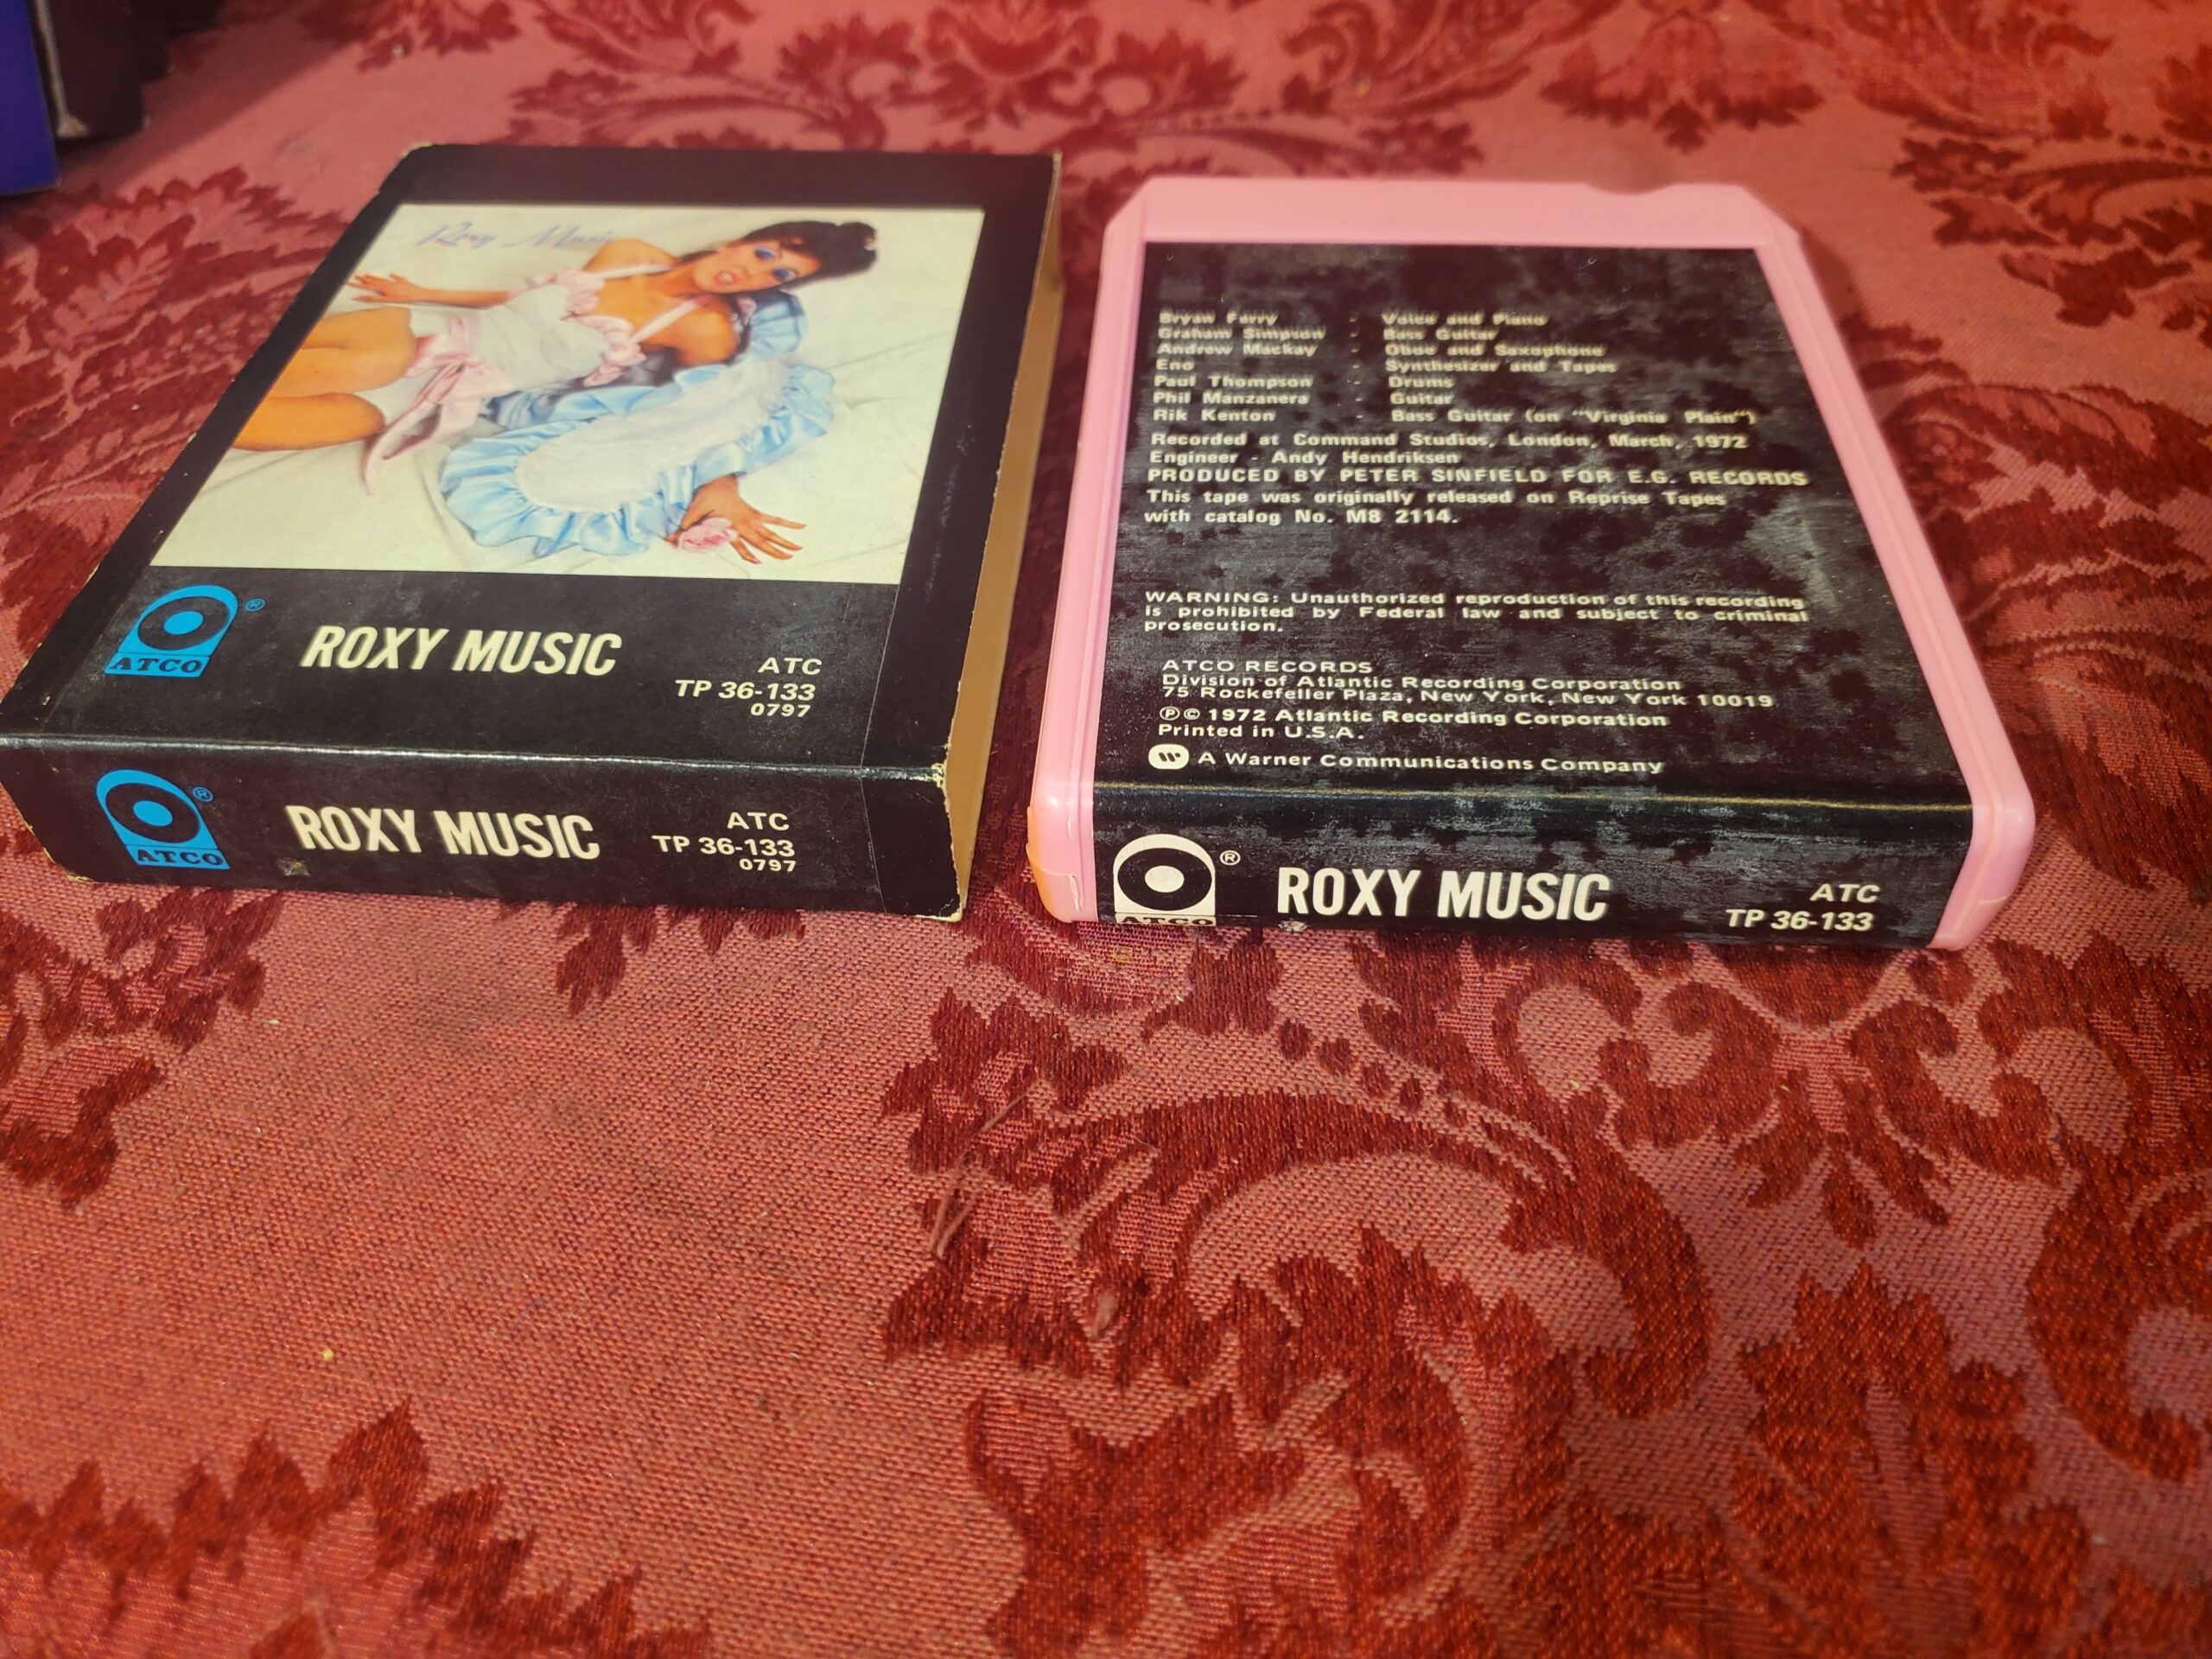 Roxy Music
ATCO ®
ROXY MUSIC
ATC
TP 36-133
0797
ATCO ®
ROXY MUSIC
ATC
TP 36-133
0797
Bryan Ferry - Voice and Piano
Graham Simpson - Bass Guitar
Andrew Mackay - Oboe and Saxophone
Eno - Synthesizer and Tapes
Paul Thompson - Drums
Phil Manzanera - Guitar
Rik Kenton - Bass Guitar (on "Virginia Plain")
Recorded at Command Studios, London, March, 1972
Engineer - Andy Hendriksen
PRODUCED BY PETER SINFIELD FOR E.G. RECORDS
This tape was originally released on Reprise Tapes
with catalog No. M8 2114.
WARNING: Unauthorized reproduction of this recording
is prohibited by Federal law and subject to criminal
prosecution.
ATCO RECORDS
Division of Atlantic Recording Corporation
75 Rockefeller Plaza, New York, New York 10019
℗© 1972 Atlantic Recording Corporation
Printed in U.S.A.
A Warner Communications Company
ATCO ®
ROXY MUSIC
ATC
TP 36-133